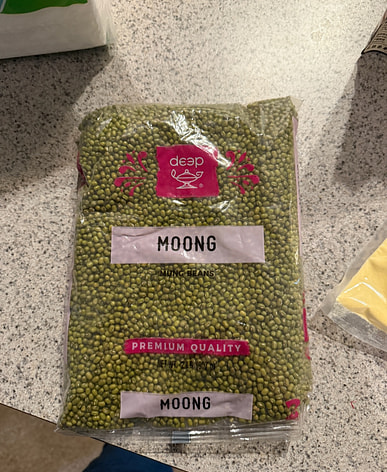 deep
®
MOONG
MUNG BEANS
PREMIUM QUALITY
MOONG